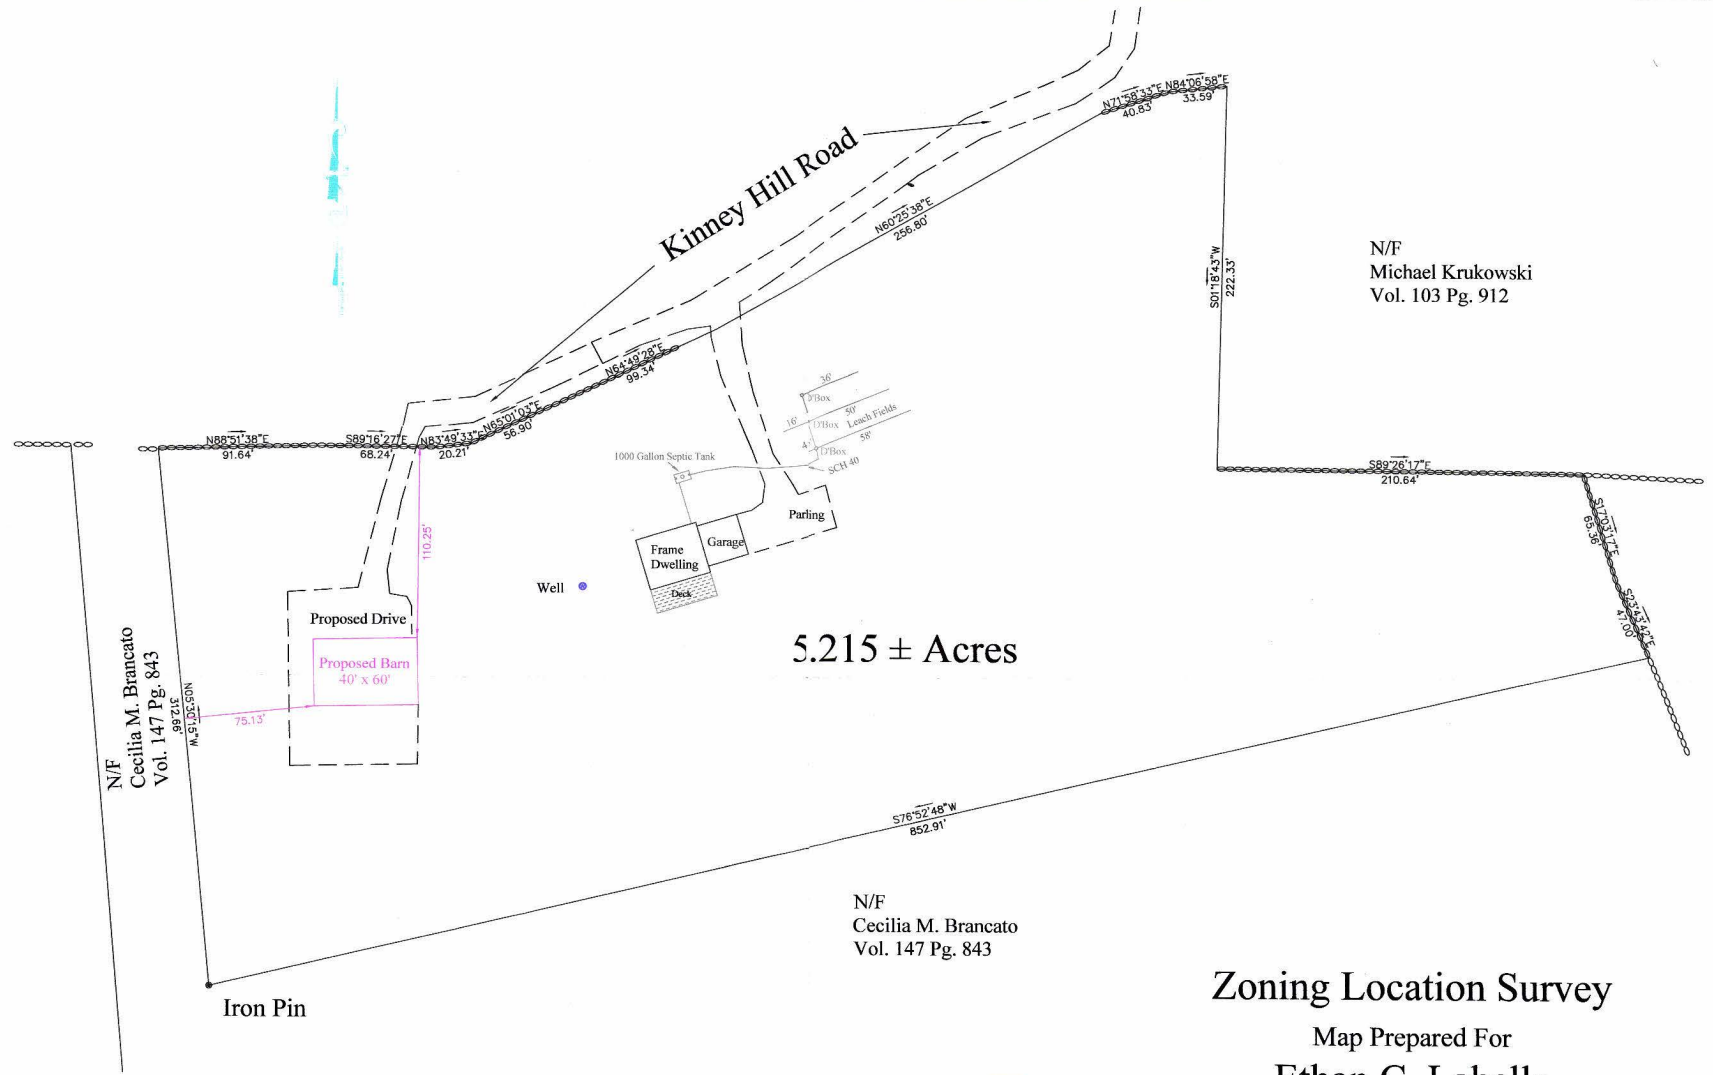 N71°58'33"E
40.83'
N84°06'58"E
33.59'
Kinney Hill Road
N60°25'38"E
256.80'
S01°18'43"W
222.33'
N/F
Michael Krukowski
Vol. 103 Pg. 912
N64°49'28"E
99.34'
N65°01'03"E
56.90'
N88°51'38"E
91.64'
S89°16'27"E
68.24'
N83°49'33"E
20.21'
36'
D'Box
16'
50'
D'Box
Leach Fields
4'
58'
D'Box
SCH 40
1000 Gallon Septic Tank
S89°26'17"E
210.64'
S17°03'17"E
65.36'
S23°43'42"E
47.00'
110.25'
Parling
Garage
Frame
Dwelling
Deck
Well
Proposed Drive
Proposed Barn
40' x 60'
75.13'
5.215 ± Acres
N/F
Cecilia M. Brancato
Vol. 147 Pg. 843
N05°30'15"W
312.66'
S76°52'48"W
852.91'
N/F
Cecilia M. Brancato
Vol. 147 Pg. 843
Iron Pin
Zoning Location Survey
Map Prepared For